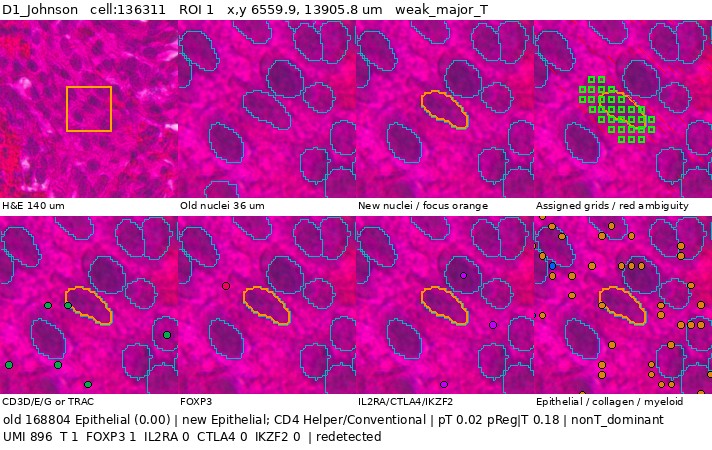 D1_Johnson cell:136311 ROI 1 x,y 6559.9, 13905.8 um weak_major_T
H&E 140 um
Old nuclei 36 um
New nuclei / focus orange
Assigned grids / red ambiguity
CD3D/E/G or TRAC
FOXP3
IL2RA/CTLA4/IKZF2
Epithelial / collagen / myeloid
old 168804 Epithelial (0.00) | new Epithelial; CD4 Helper/Conventional | pT 0.02 pReg|T 0.18 | nonT_dominant
UMI 896 T 1 FOXP3 1 IL2RA 0 CTLA4 0 IKZF2 0 | redetected